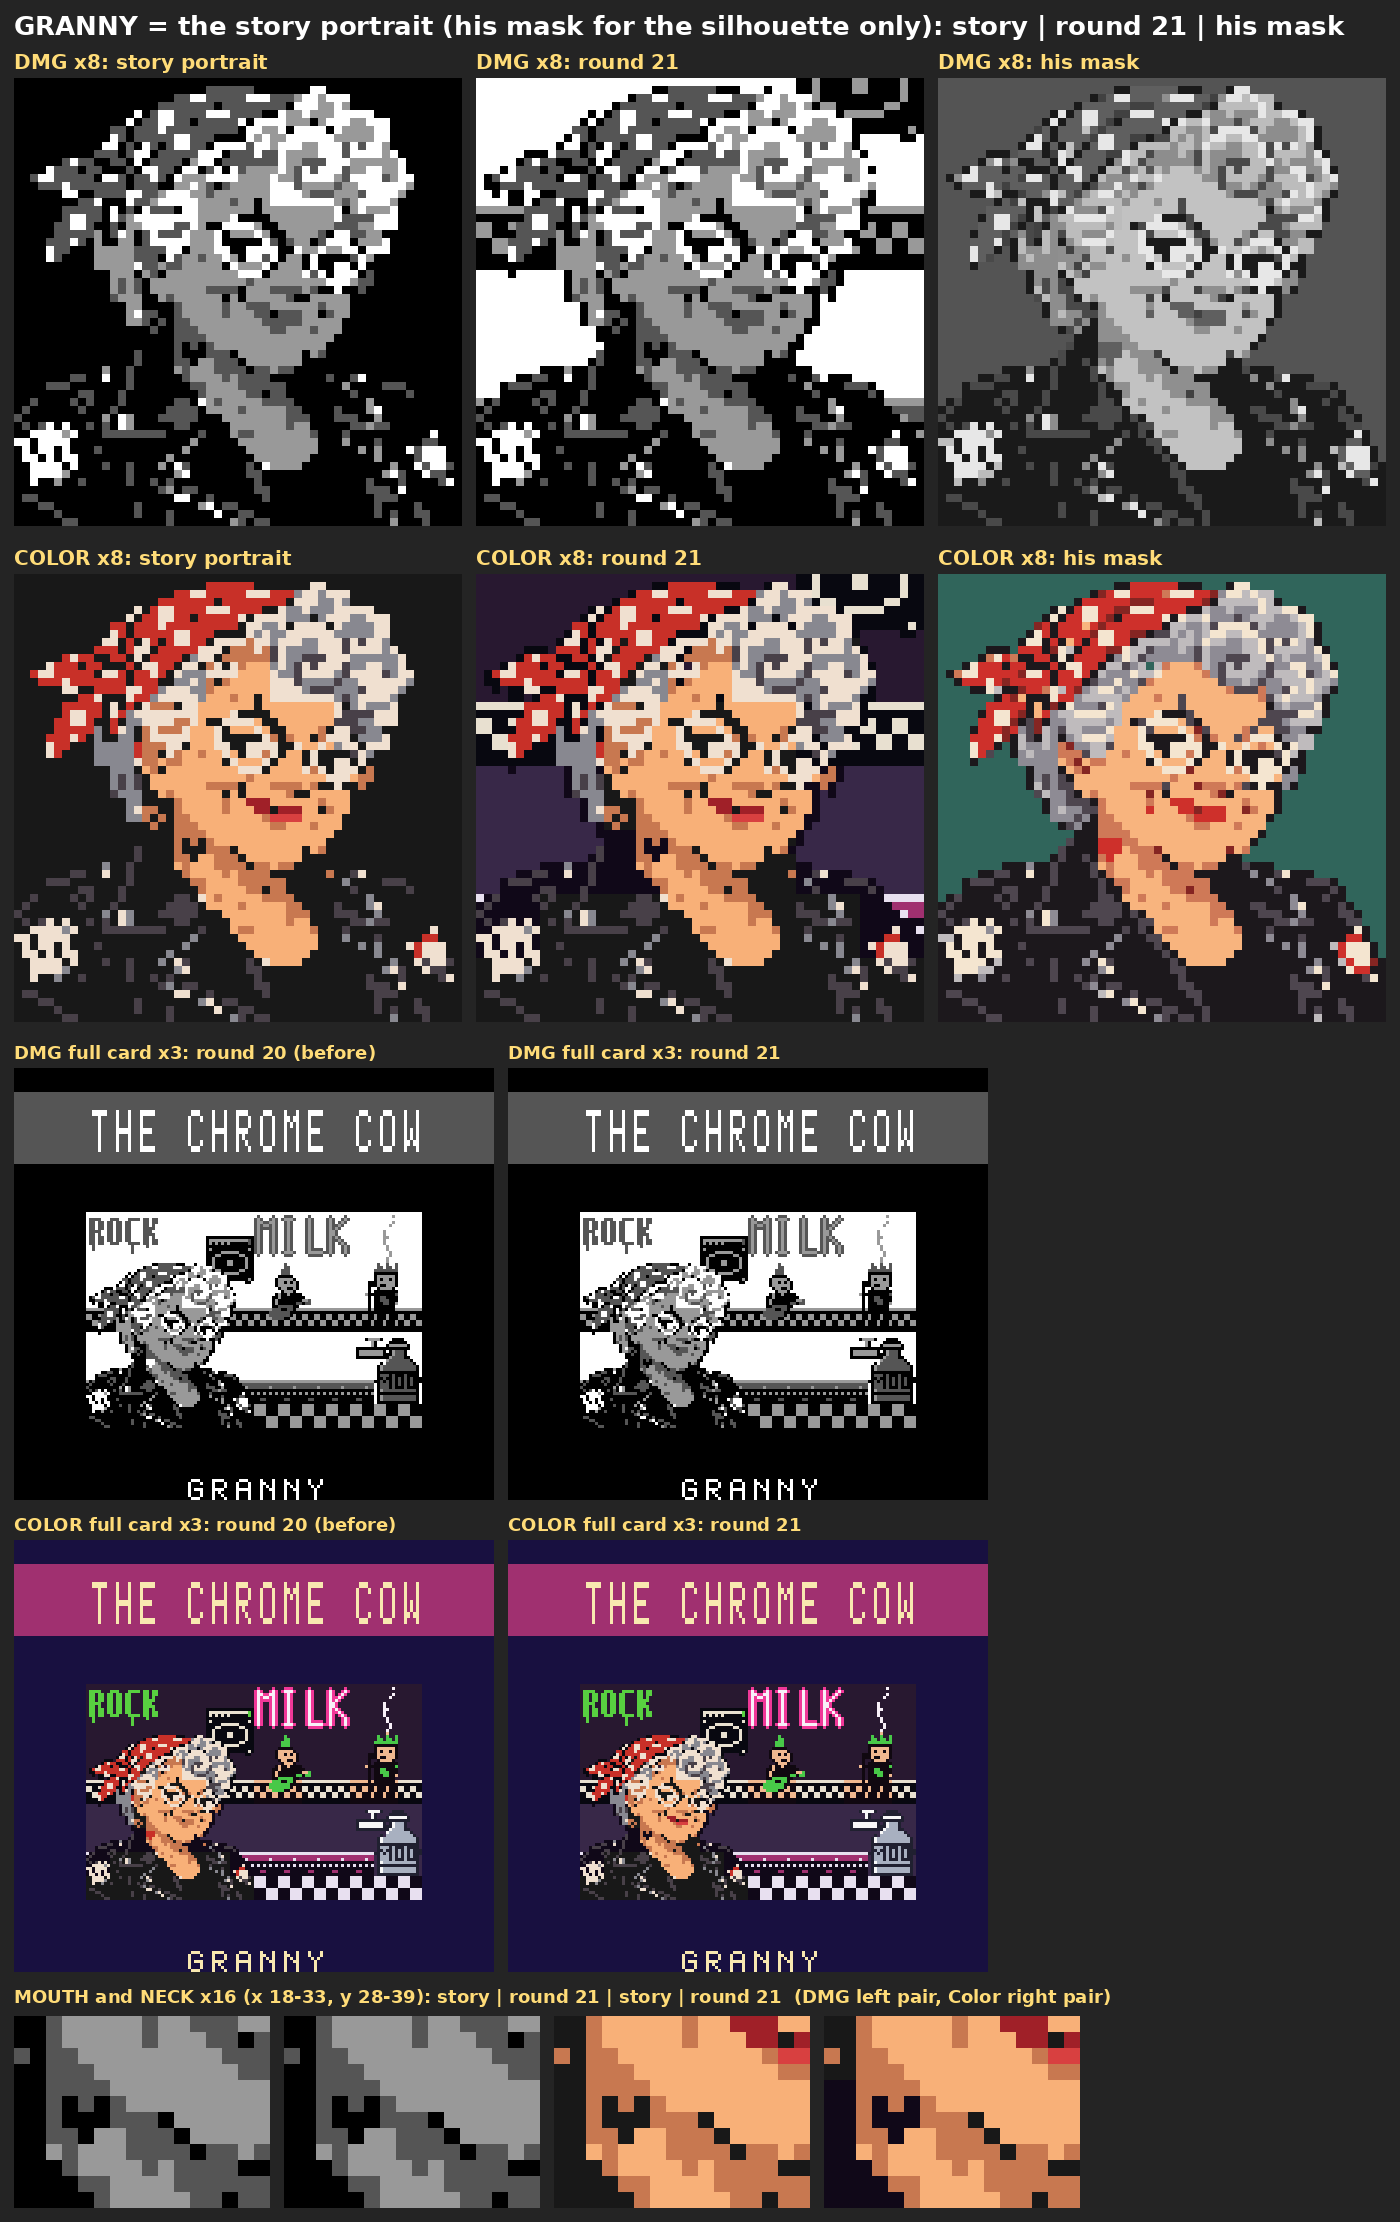 GRANNY = the story portrait (his mask for the silhouette only): story | round 21 | his mask
DMG x8: story portrait
DMG x8: round 21
DMG x8: his mask
COLOR x8: story portrait
COLOR x8: round 21
COLOR x8: his mask
DMG full card x3: round 20 (before)
DMG full card x3: round 21
THE CHROME COW
THE CHROME COW
ROCK
MILK
ROCK
MILK
MOO
MOO
GRANNY
GRANNY
COLOR full card x3: round 20 (before)
COLOR full card x3: round 21
THE CHROME COW
THE CHROME COW
ROCK
MILK
ROCK
MILK
MOO
MOO
GRANNY
GRANNY
MOUTH and NECK x16 (x 18-33, y 28-39): story | round 21 | story | round 21 (DMG left pair, Color right pair)